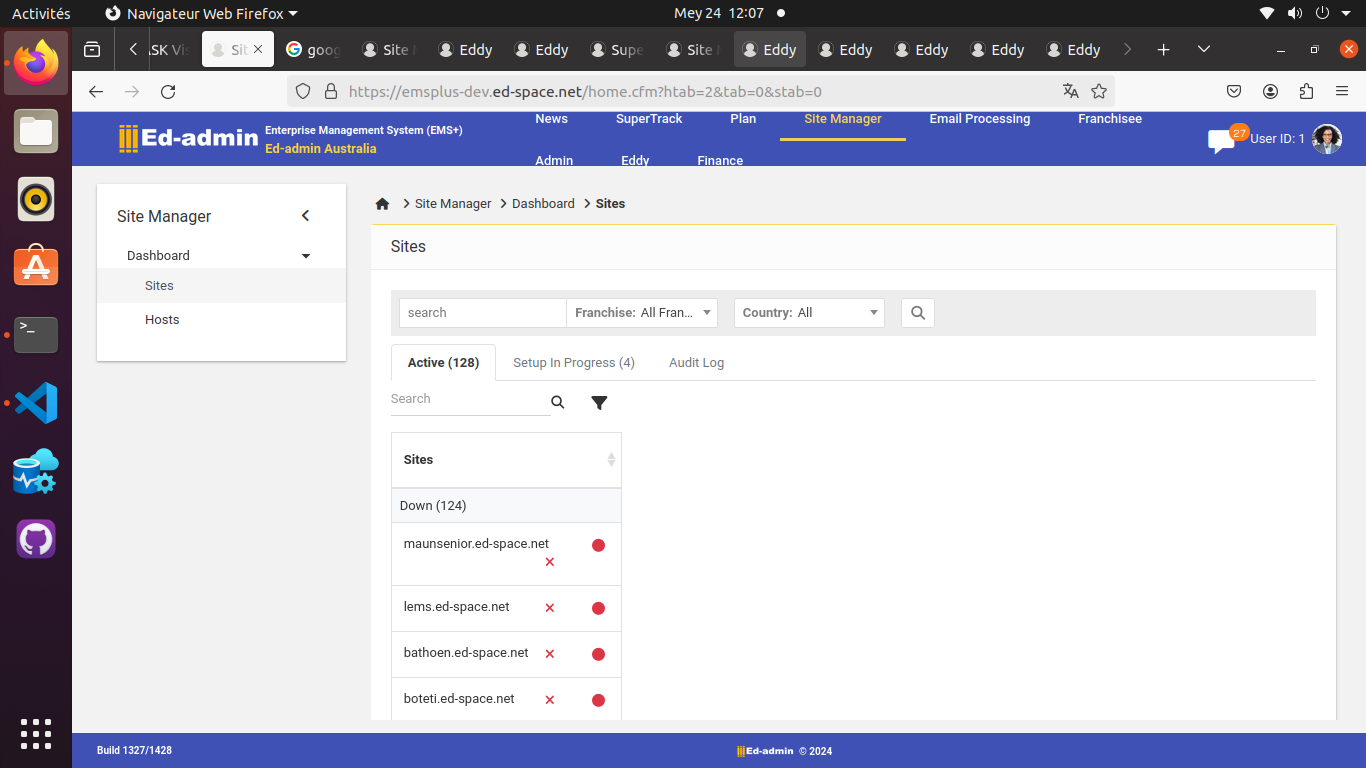 Activités
Navigateur Web Firefox
Mey 24 12:07
ASK Vis
Sit
goog
Site M
Eddy
Eddy
Supe
Site M
Eddy
Eddy
Eddy
Eddy
Eddy
https://emsplus-dev.ed-space.net/home.cfm?htab=2&tab=0&stab=0
Ed-admin
Enterprise Management System (EMS+)
Ed-admin Australia
News
SuperTrack
Plan
Site Manager
Email Processing
Franchisee
Admin
Eddy
Finance
27
User ID: 1
Site Manager
Dashboard
Sites
Hosts
Site Manager
Dashboard
Sites
Sites
search
Franchise: All Fran...
Country: All
Active (128)
Setup In Progress (4)
Audit Log
Search
Sites
Down (124)
maunsenior.ed-space.net
lems.ed-space.net
bathoen.ed-space.net
boteti.ed-space.net
Build 1327/1428
Ed-admin © 2024